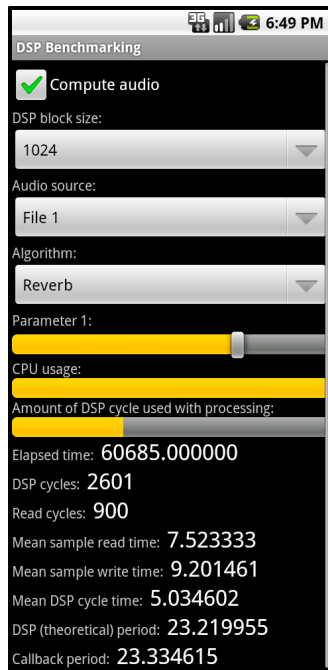 3G 6:49 PM
DSP Benchmarking
Compute audio
DSP block size:
1024
Audio source:
File 1
Algorithm:
Reverb
Parameter 1:
CPU usage:
Amount of DSP cycle used with processing:
Elapsed time: 60685.000000
DSP cycles: 2601
Read cycles: 900
Mean sample read time: 7.523333
Mean sample write time: 9.201461
Mean DSP cycle time: 5.034602
DSP (theoretical) period: 23.219955
Callback period: 23.334615